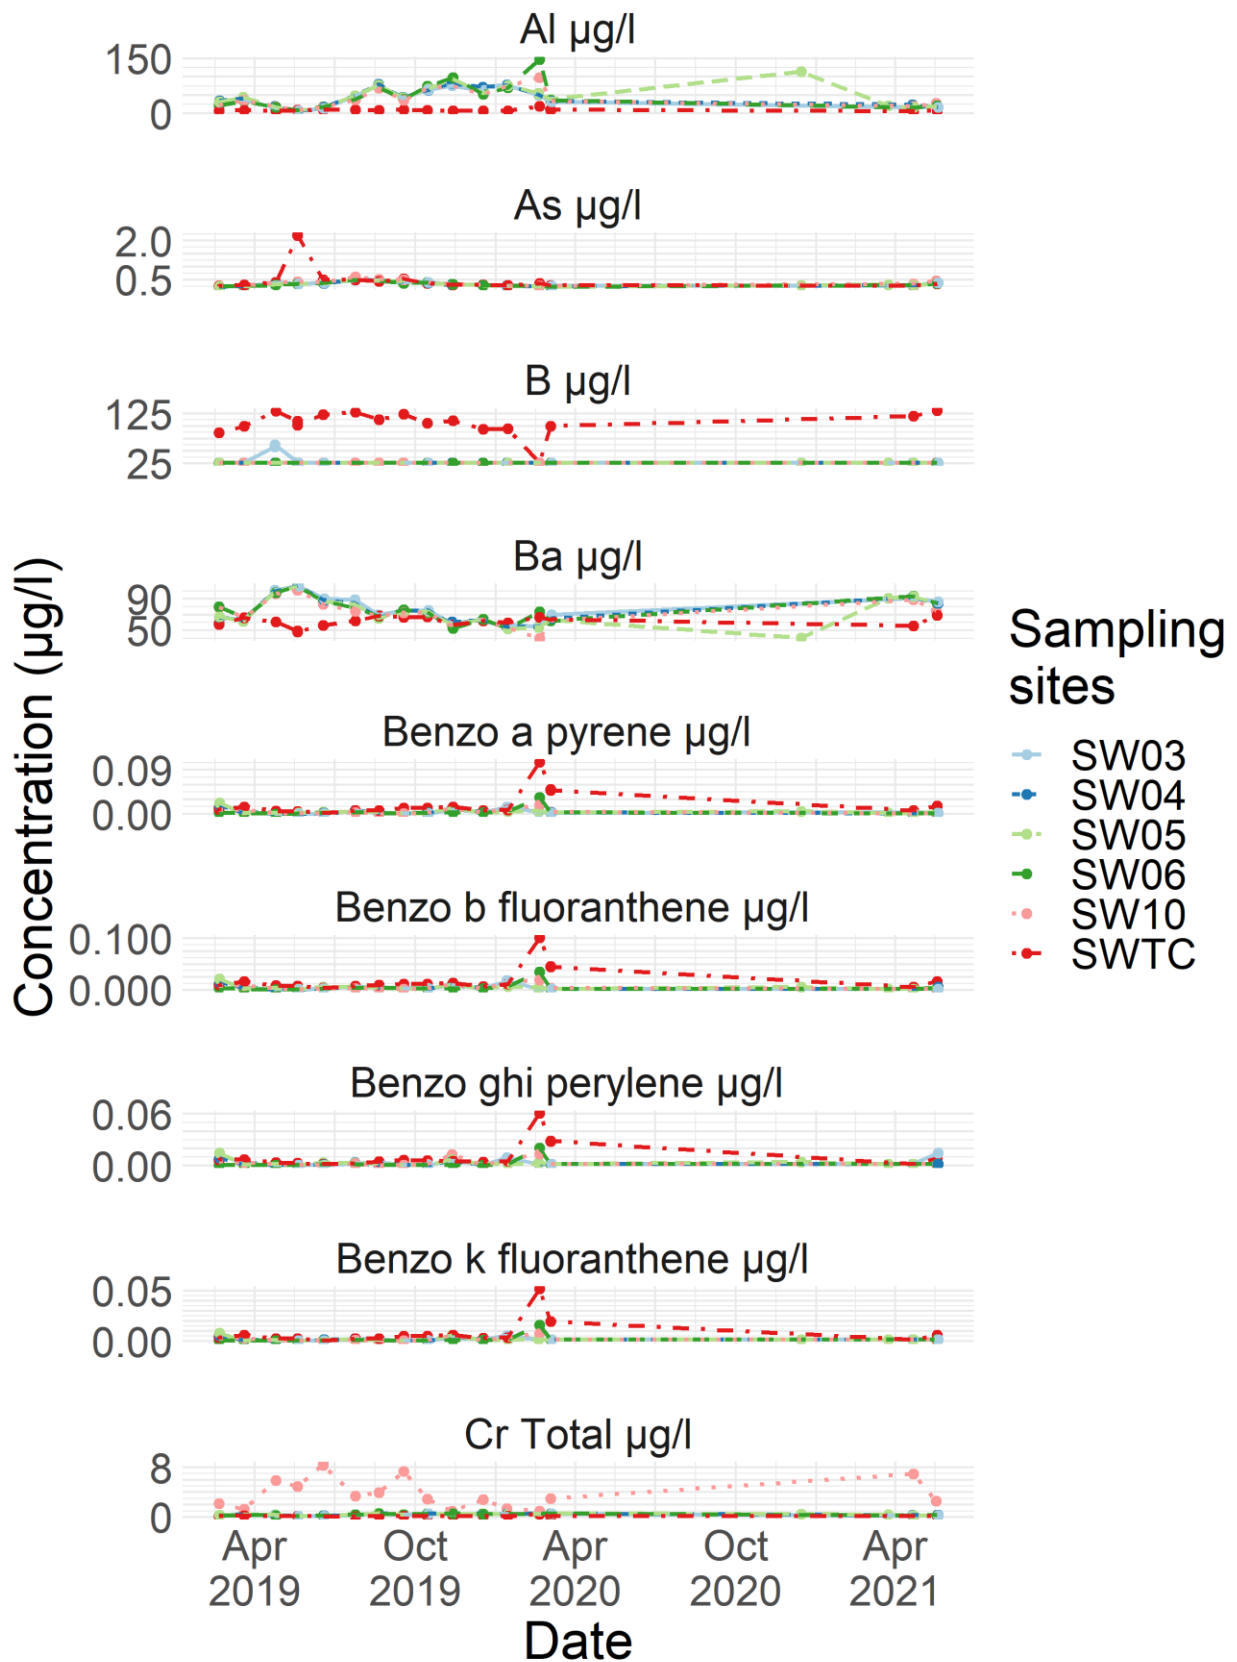 Al µg/l
150
0
As µg/l
2.0
0.5
B µg/l
125
25
Ba µg/l
90
50
Benzo a pyrene µg/l
0.09
0.00
Benzo b fluoranthene µg/l
0.100
0.000
Benzo ghi perylene µg/l
0.06
0.00
Benzo k fluoranthene µg/l
0.05
0.00
Cr Total µg/l
8
0
Apr
2019
Oct
2019
Apr
2020
Oct
2020
Apr
2021
Date
Concentration (µg/l)
Sampling
sites
SW03
SW04
SW05
SW06
SW10
SWTC